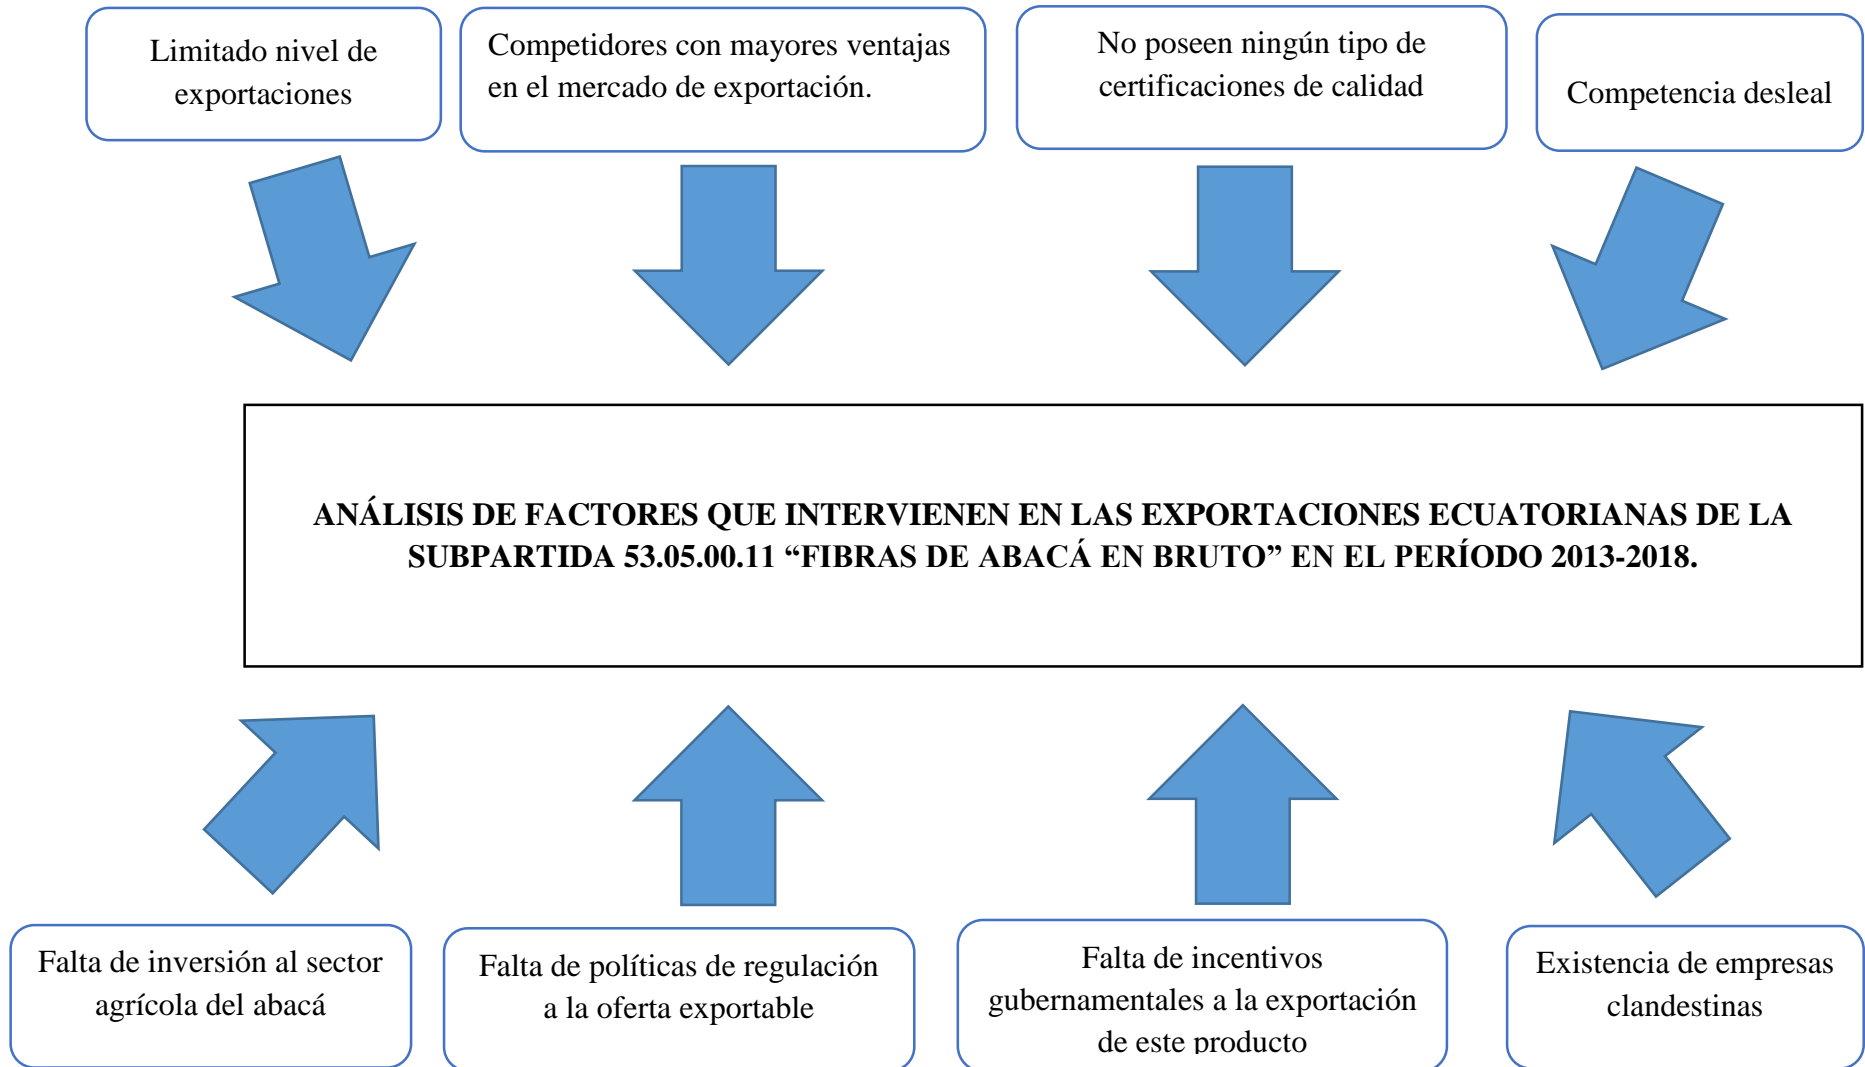 Limitado nivel de
exportaciones
Competidores con mayores ventajas
en el mercado de exportación.
No poseen ningún tipo de
certificaciones de calidad
Competencia desleal
ANÁLISIS DE FACTORES QUE INTERVIENEN EN LAS EXPORTACIONES ECUATORIANAS DE LA
SUBPARTIDA 53.05.00.11 “FIBRAS DE ABACÁ EN BRUTO” EN EL PERÍODO 2013-2018.
Falta de inversión al sector
agrícola del abacá
Falta de políticas de regulación
a la oferta exportable
Falta de incentivos
gubernamentales a la exportación
de este producto
Existencia de empresas
clandestinas